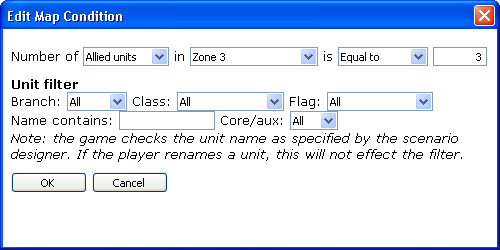 Edit Map Condition
Number of Allied units in Zone 3 is Equal to 3
Unit filter
Branch: All Class: All Flag: All
Name contains: Core/aux: All
Note: the game checks the unit name as specified by the scenario
designer. If the player renames a unit, this will not effect the filter.
OK Cancel